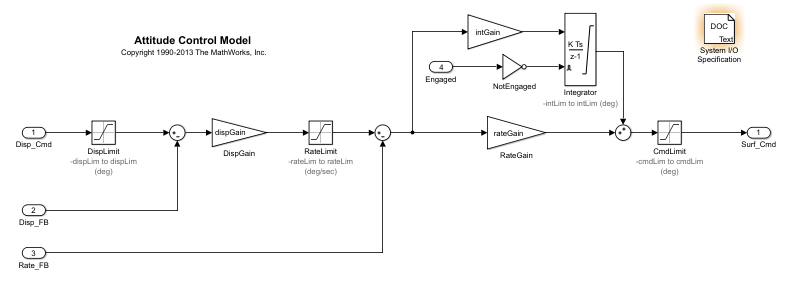 Attitude Control Model
Copyright 1990-2013 The MathWorks, Inc.
DOC
Text
System I/O
Specification
intGain
K Ts
z-1
4
Engaged
NotEngaged
Integrator
-intLim to intLim (deg)
1
Disp_Cmd
DispLimit
-dispLim to dispLim
(deg)
dispGain
DispGain
RateLimit
-rateLim to rateLim
(deg/sec)
rateGain
RateGain
CmdLimit
-cmdLim to cmdLim
(deg)
1
Surf_Cmd
2
Disp_FB
3
Rate_FB